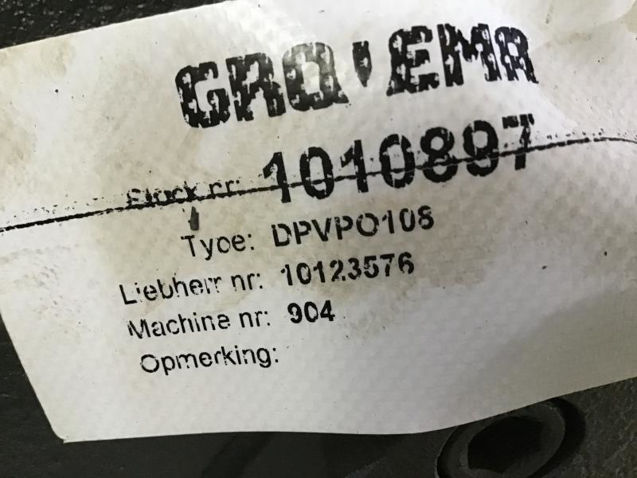 Stock nr: 1010897
Type: DPVPO108
Liebherr nr: 10123576
Machine nr: 904
Opmerking: